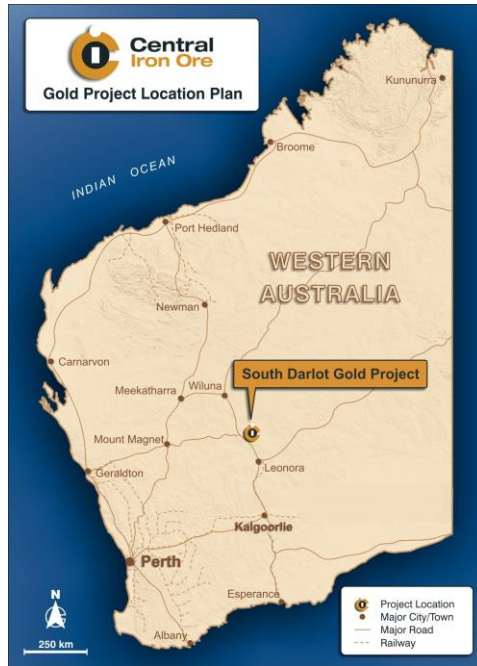 Central
Iron Ore
Gold Project Location Plan
Kununurra
Broome
INDIAN OCEAN
Port Hedland
WESTERN
AUSTRALIA
Newman
Carnarvon
South Darlot Gold Project
Meekatharra
Wiluna
Mount Magnet
Leonora
Geraldton
Kalgoorlie
Perth
Esperance
Albany
N
250 km
Project Location
Major City/Town
Major Road
Railway